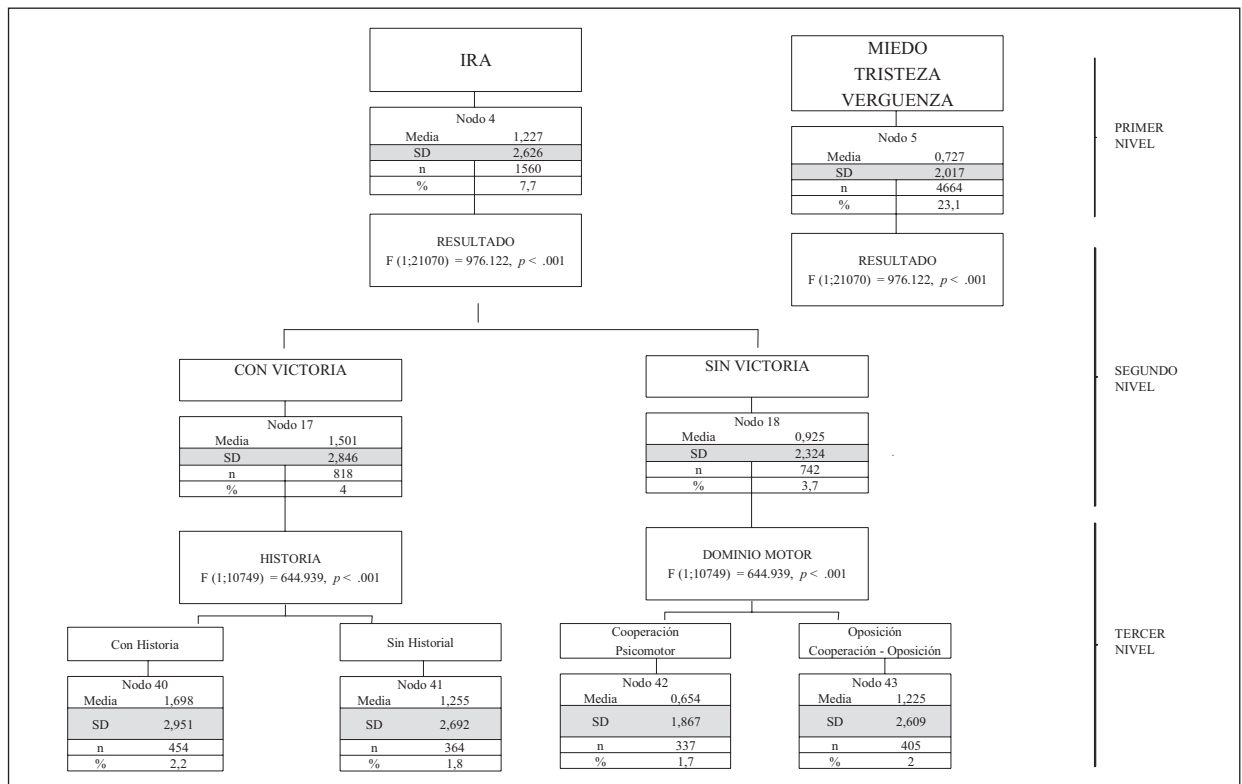 IRA
Nodo 4
Media 1,227
SD 2,626
n 1560
% 7,7
RESULTADO
F (1;21070) = 976.122, p < .001
MIEDO
TRISTEZA
VERGUENZA
Nodo 5
Media 0,727
SD 2,017
n 4664
% 23,1
RESULTADO
F (1;21070) = 976.122, p < .001
PRIMER
NIVEL
CON VICTORIA
Nodo 17
Media 1,501
SD 2,846
n 818
% 4
SIN VICTORIA
Nodo 18
Media 0,925
SD 2,324
n 742
% 3,7
SEGUNDO
NIVEL
HISTORIA
F (1;10749) = 644.939, p < .001
DOMINIO MOTOR
F (1;10749) = 644.939, p < .001
Con Historia
Nodo 40
Media 1,698
SD 2,951
n 454
% 2,2
Sin Historial
Nodo 41
Media 1,255
SD 2,692
n 364
% 1,8
Cooperación
Psicomotor
Nodo 42
Media 0,654
SD 1,867
n 337
% 1,7
Oposición
Cooperación - Oposición
Nodo 43
Media 1,225
SD 2,609
n 405
% 2
TERCER
NIVEL